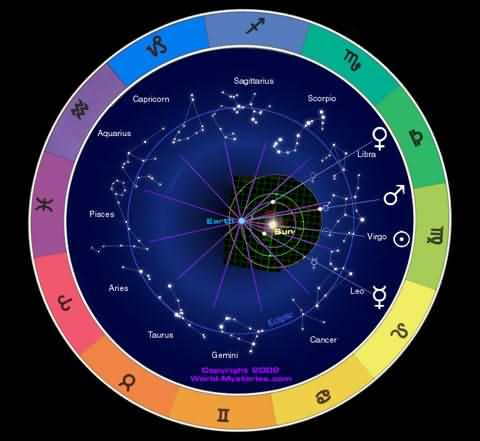 Sagittarius
Capricorn
Scorpio
Aquarius
Libra
Pisces
Earth
Sun
Virgo
Aries
Leo
Ecliptic
Taurus
Cancer
Gemini
Copyright 2000
World-Mysteries.com